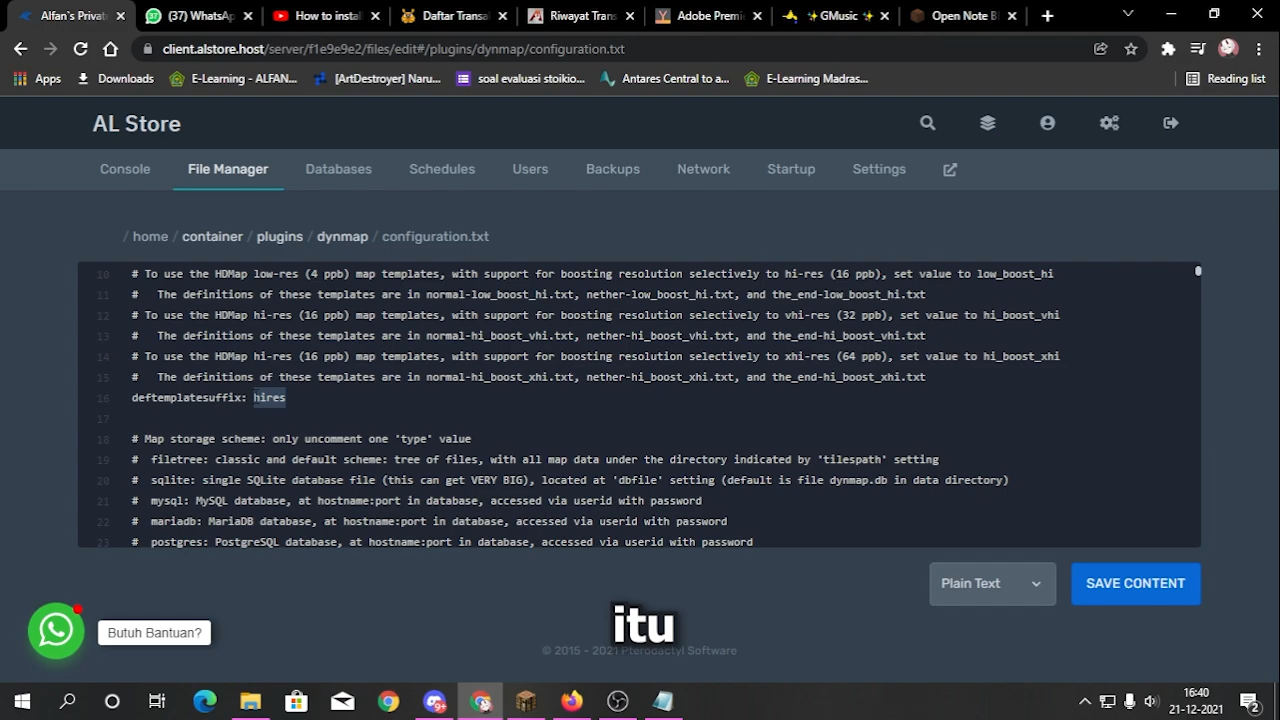 Alfan's Priva
(37) WhatsA
How to instal
Daftar Transa
Riwayat Trans
Adobe Premi
GMusic
Open Note B
client.alstore.host/server/f1e9e9e2/files/edit#/plugins/dynmap/configuration.txt
Apps
Downloads
E-Learning - ALFAN...
[ArtDestroyer] Naru...
soal evaluasi stoikio...
Antares Central to a...
E-Learning Madras...
Reading list
AL Store
Console
File Manager
Databases
Schedules
Users
Backups
Network
Startup
Settings
/ home / container / plugins / dynmap / configuration.txt
10 # To use the HDMap low-res (4 ppb) map templates, with support for boosting resolution selectively to hi-res (16 ppb), set value to low_boost_hi
11 #   The definitions of these templates are in normal-low_boost_hi.txt, nether-low_boost_hi.txt, and the_end-low_boost_hi.txt
12 # To use the HDMap hi-res (16 ppb) map templates, with support for boosting resolution selectively to vhi-res (32 ppb), set value to hi_boost_vhi
13 #   The definitions of these templates are in normal-hi_boost_vhi.txt, nether-hi_boost_vhi.txt, and the_end-hi_boost_vhi.txt
14 # To use the HDMap hi-res (16 ppb) map templates, with support for boosting resolution selectively to xhi-res (64 ppb), set value to hi_boost_xhi
15 #   The definitions of these templates are in normal-hi_boost_xhi.txt, nether-hi_boost_xhi.txt, and the_end-hi_boost_xhi.txt
16 deftemplatesuffix: hires
17
18 # Map storage scheme: only uncomment one 'type' value
19 #  filetree: classic and default scheme: tree of files, with all map data under the directory indicated by 'tilespath' setting
20 #  sqlite: single SQLite database file (this can get VERY BIG), located at 'dbfile' setting (default is file dynmap.db in data directory)
21 #  mysql: MySQL database, at hostname:port in database, accessed via userid with password
22 #  mariadb: MariaDB database, at hostname:port in database, accessed via userid with password
23 #  postgres: PostgreSQL database, at hostname:port in database, accessed via userid with password
Plain Text
SAVE CONTENT
Butuh Bantuan?
itu
© 2015 - 2021 Pterodactyl Software
16:40
21-12-2021
2